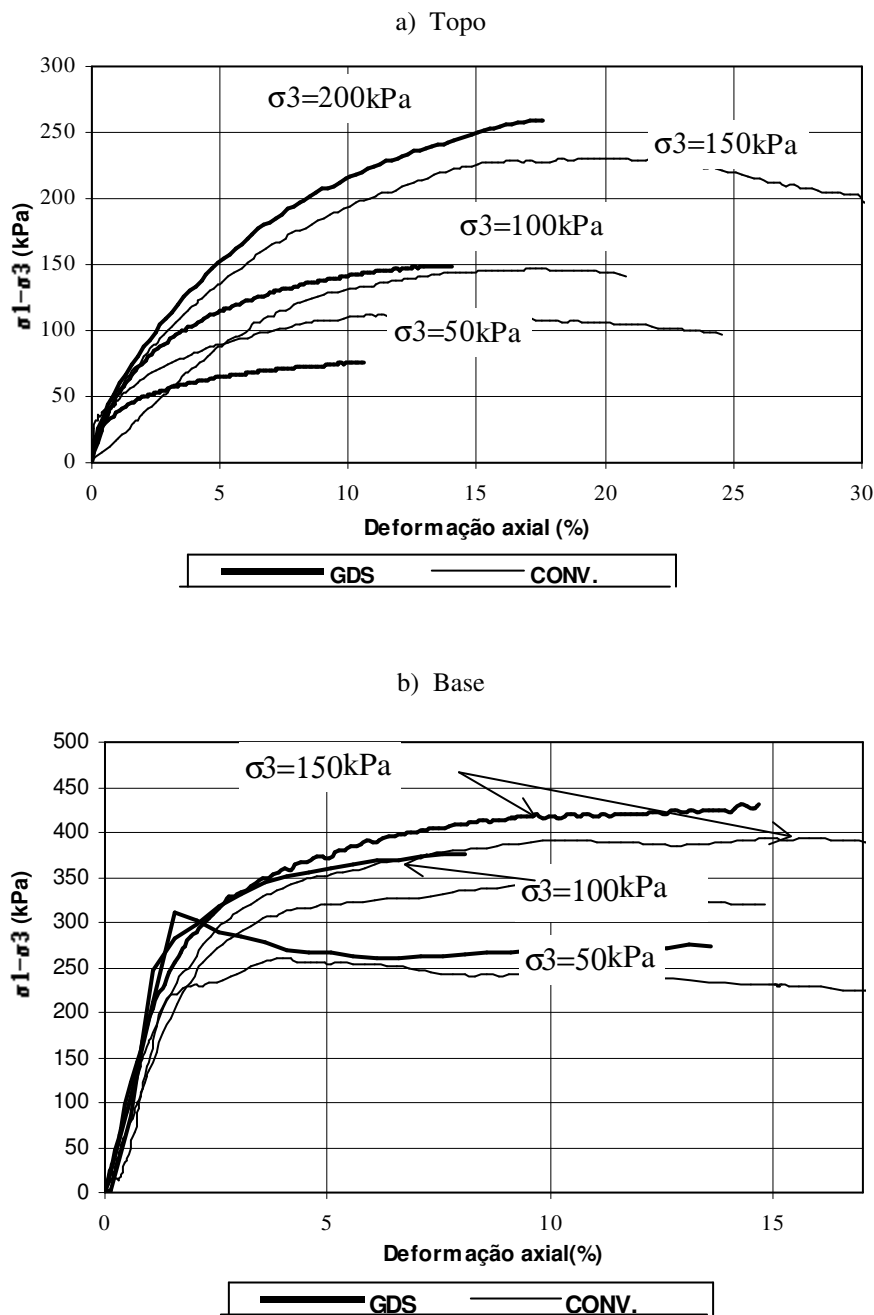 a) Topo
300
250
200
150
100
50
0
σ1-σ3 (kPa)
σ3=200kPa
σ3=150kPa
σ3=100kPa
σ3=50kPa
0 5 10 15 20 25 30
Deformação axial (%)
GDS CONV.
b) Base
500
450
400
350
300
250
200
150
100
50
0
σ1-σ3 (kPa)
σ3=150kPa
σ3=100kPa
σ3=50kPa
0 5 10 15
Deformação axial(%)
GDS CONV.